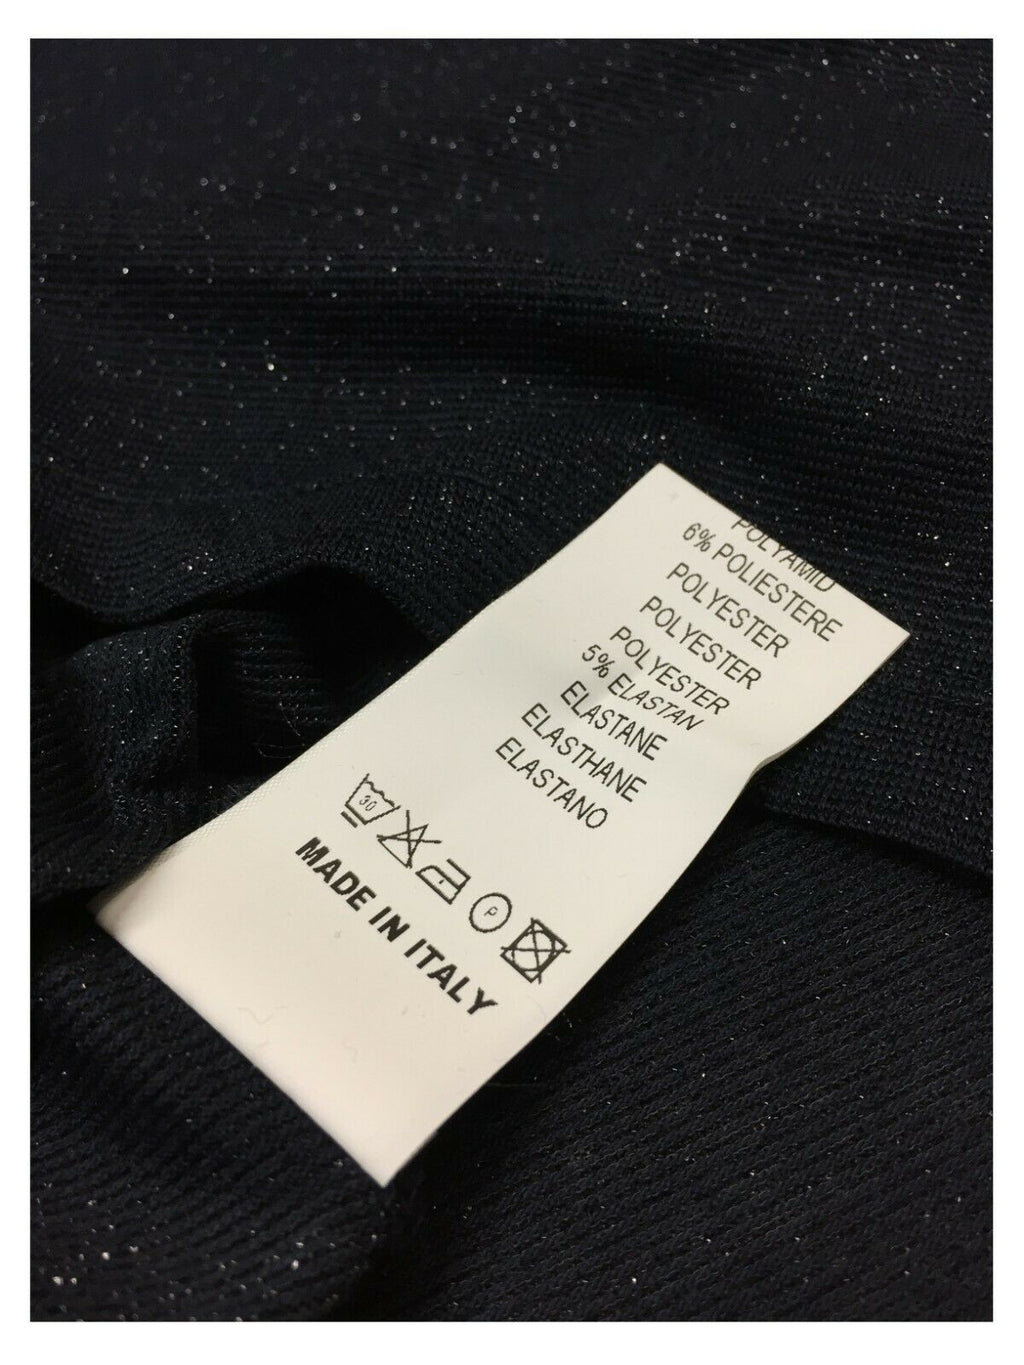 POLYAMID
6% POLIESTERE
POLYESTER
POLYESTER
POLYESTER
5% ELASTAN
ELASTANE
ELASTHANE
ELASTANO
30
P
MADE IN ITALY